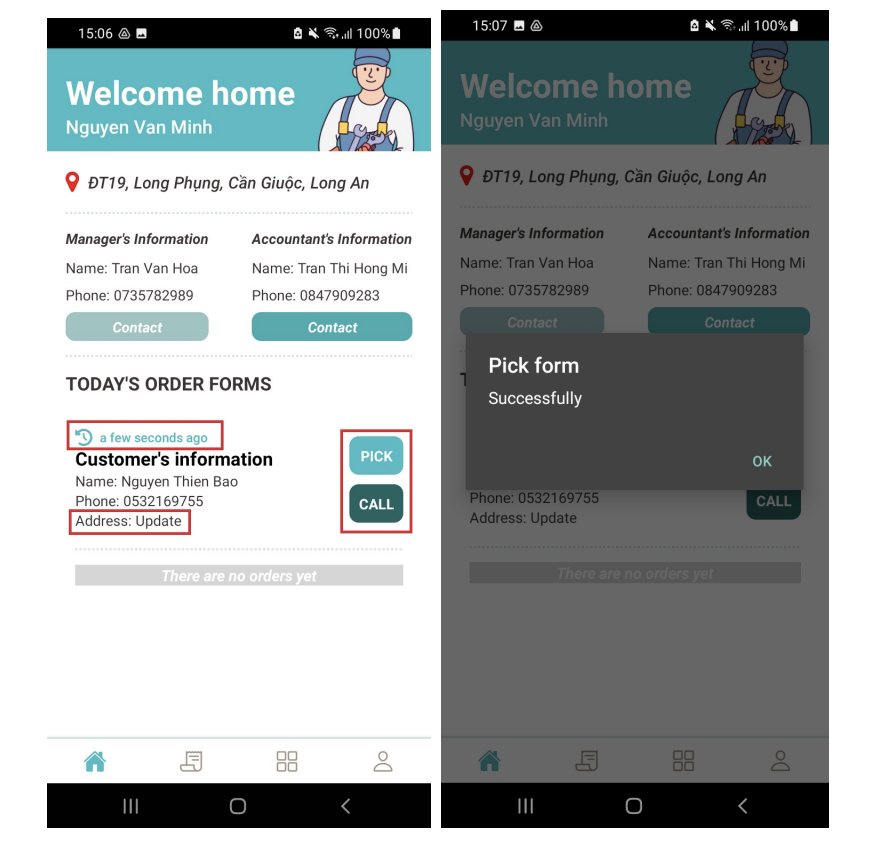 15:06 100%
Welcome home
Nguyen Van Minh
ĐT19, Long Phụng, Cần Giuộc, Long An
Manager's Information Accountant's Information
Name: Tran Van Hoa Name: Tran Thi Hong Mi
Phone: 0735782989 Phone: 0847909283
Contact Contact
TODAY'S ORDER FORMS
a few seconds ago
Customer's information
Name: Nguyen Thien Bao
Phone: 0532169755
Address: Update
PICK
CALL
There are no orders yet
15:07 100%
Welcome home
Nguyen Van Minh
ĐT19, Long Phụng, Cần Giuộc, Long An
Manager's Information Accountant's Information
Name: Tran Van Hoa Name: Tran Thi Hong Mi
Phone: 0735782989 Phone: 0847909283
Contact Contact
Pick form
Successfully
OK
Phone: 0532169755
Address: Update
CALL
There are no orders yet